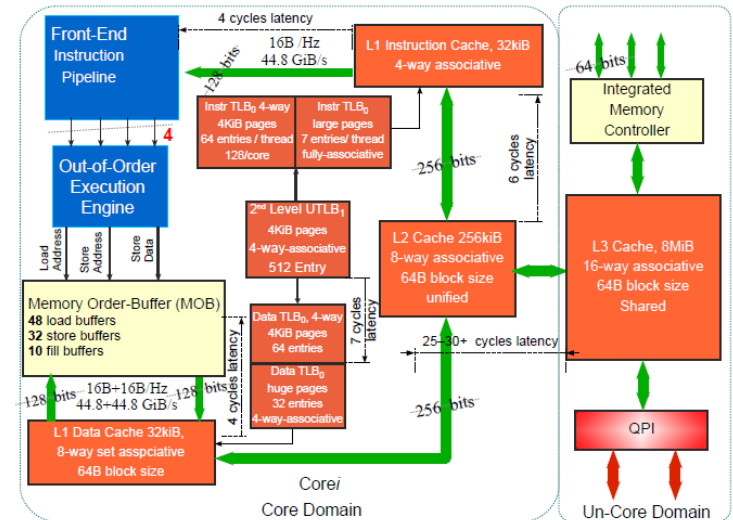 Front-End
Instruction
Pipeline
4 cycles latency
16B /Hz
44.8 GiB/s
128 bits
L1 Instruction Cache, 32kiB
4-way associative
64 bits
Integrated
Memory
Controller
4
Instr TLB0 4-way
4KiB pages
64 entries / thread
128/core
Instr TLB0
large pages
7 entries/ thread
fully-associative
6 cycles
latency
256 bits
Out-of-Order
Execution
Engine
Load
Address
Store
Address
Store
Data
2nd Level UTLB1
4KiB pages
4-way-associative
512 Entry
L2 Cache 256kiB
8-way associative
64B block size
unified
L3 Cache, 8MiB
16-way associative
64B block size
Shared
Memory Order-Buffer (MOB)
48 load buffers
32 store buffers
10 fill buffers
7 cycles
latency
Data TLB0, 4-way
4KiB pages
64 entries
25–30+ cycles latency
Data TLB0
huge pages
32 entries
4-way-associative
4 cycles latency
128 bits
16B+16B/Hz
44.8+44.8 GiB/s
128 bits
256 bits
L1 Data Cache 32kiB,
8-way set asspciative
64B block size
QPI
Corei
Core Domain
Un-Core Domain